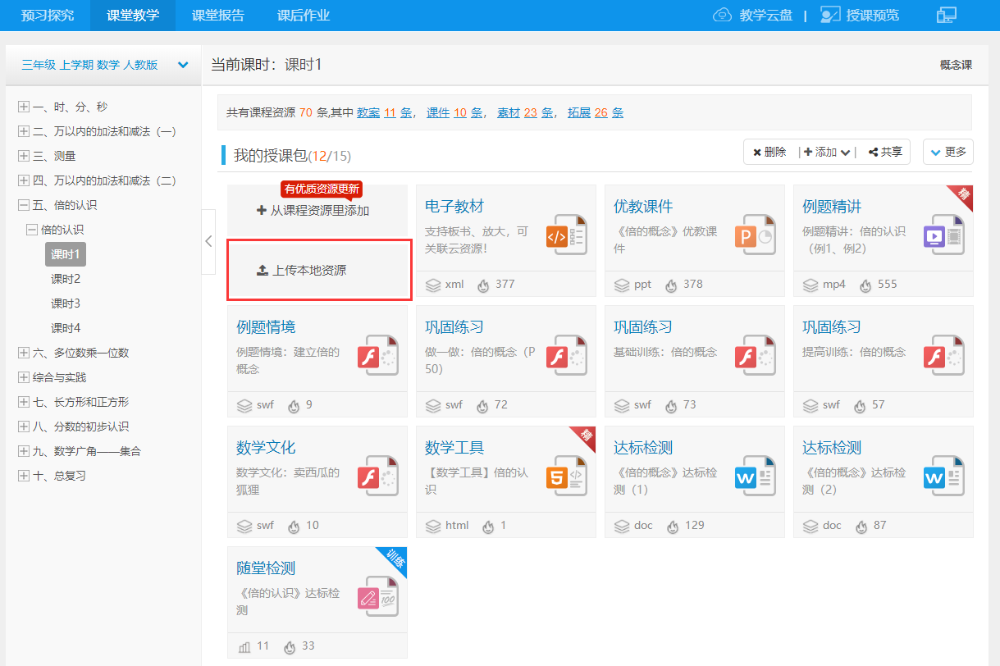 预习探究 课堂教学 课堂报告 课后作业 教学云盘 | 授课预览
三年级 上学期 数学 人教版
一、时、分、秒
二、万以内的加法和减法（一）
三、测量
四、万以内的加法和减法（二）
五、倍的认识
倍的认识
课时1
课时2
课时3
课时4
六、多位数乘一位数
综合与实践
七、长方形和正方形
八、分数的初步认识
九、数学广角——集合
十、总复习
当前课时：课时1 概念课
共有课程资源 70 条,其中 教案 11 条， 课件 10 条， 素材 23 条， 拓展 26 条
我的授课包(12/15) 删除 | 添加 | 共享 更多
有优质资源更新
从课程资源里添加
上传本地资源
电子教材
支持板书、放大，可
关联云资源！
xml 377
优教课件
《倍的概念》优教课
件
ppt 378
精
例题精讲
例题精讲：倍的认识
（例1、例2）
mp4 555
例题情境
例题情境：建立倍的
概念
swf 9
巩固练习
做一做：倍的概念（P
50）
swf 72
巩固练习
基础训练：倍的概念
swf 73
巩固练习
提高训练：倍的概念
swf 57
数学文化
数学文化：卖西瓜的
狐狸
swf 10
精
数学工具
【数学工具】倍的认
识
html 1
达标检测
《倍的概念》达标检
测（1）
doc 129
达标检测
《倍的概念》达标检
测（2）
doc 87
训练
随堂检测
《倍的认识》达标检
测
100
11 33